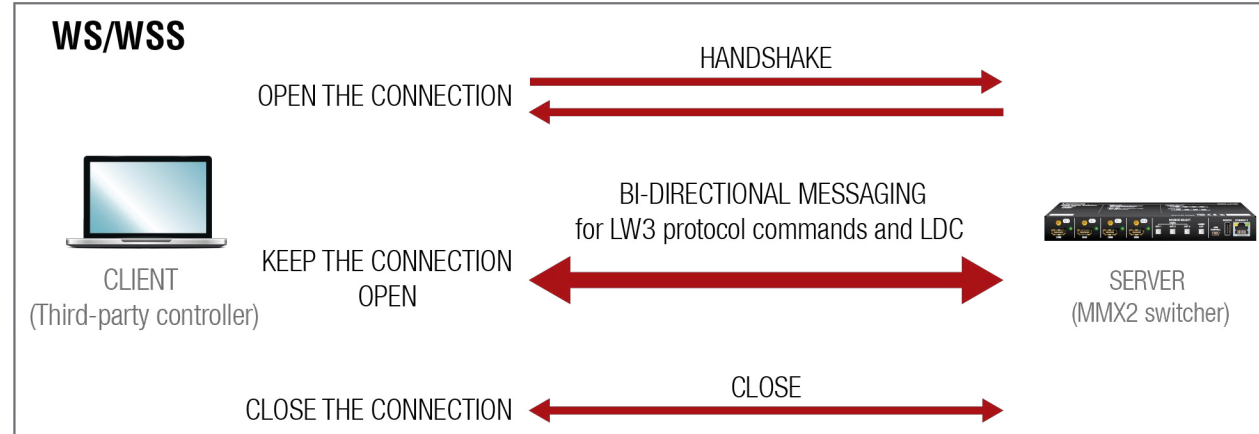 WS/WSS
HANDSHAKE
OPEN THE CONNECTION
BI-DIRECTIONAL MESSAGING
for LW3 protocol commands and LDC
KEEP THE CONNECTION
OPEN
CLIENT
(Third-party controller)
SERVER
(MMX2 switcher)
CLOSE
CLOSE THE CONNECTION